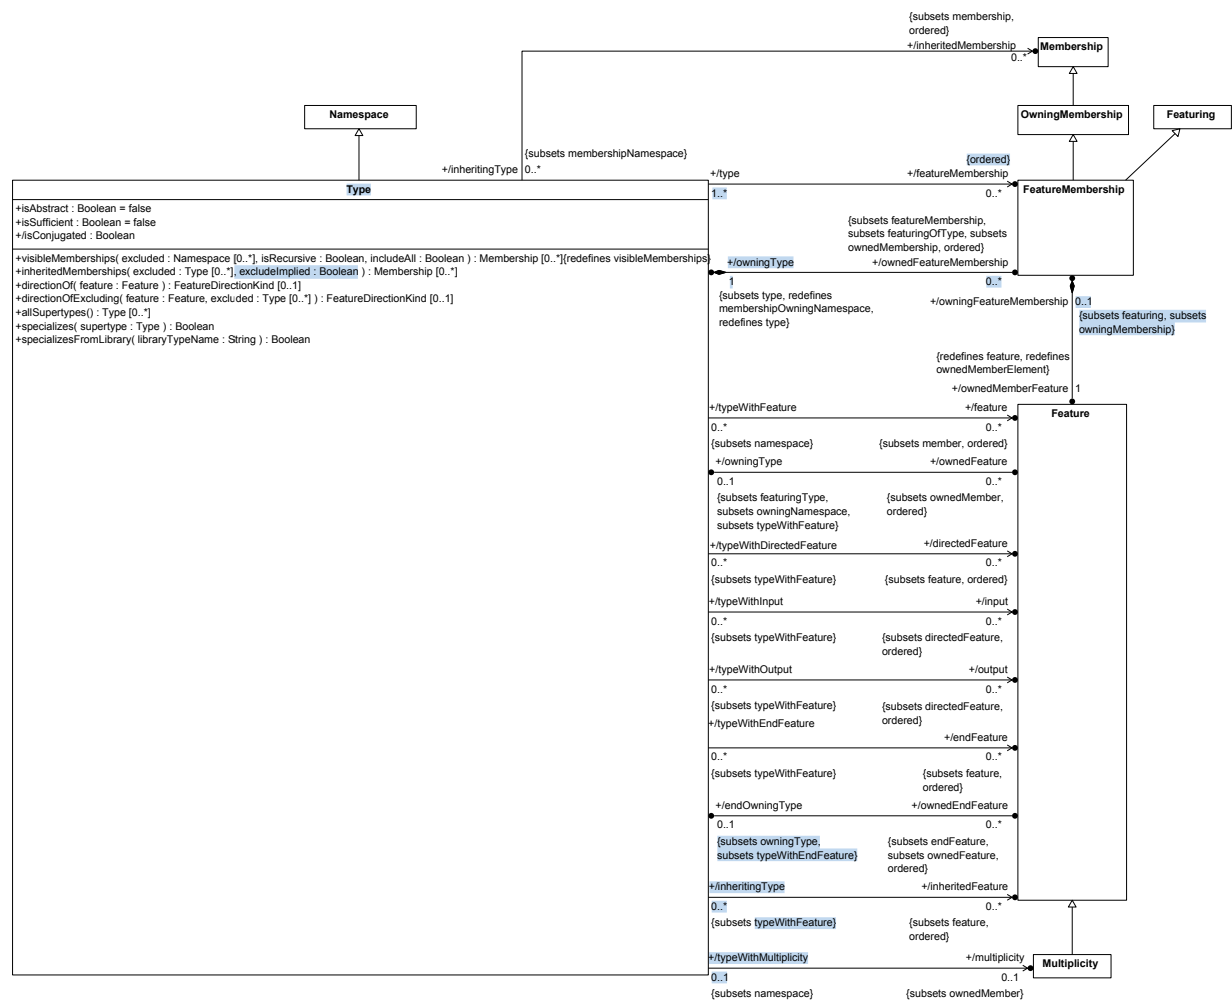 {subsets membership,
ordered}
+/inheritedMembership
0..*
Membership
Namespace
OwningMembership
Featuring
{subsets membershipNamespace}
+/inheritingType
0..*
Type
+isAbstract : Boolean = false
+isSufficient : Boolean = false
+/isConjugated : Boolean
+visibleMemberships( excluded : Namespace [0..*], isRecursive : Boolean, includeAll : Boolean ) : Membership [0..*]{redefines visibleMemberships}
+inheritedMemberships( excluded : Type [0..*], excludeImplied : Boolean ) : Membership [0..*]
+directionOf( feature : Feature ) : FeatureDirectionKind [0..1]
+directionOfExcluding( feature : Feature, excluded : Type [0..*] ) : FeatureDirectionKind [0..1]
+allSupertypes() : Type [0..*]
+specializes( supertype : Type ) : Boolean
+specializesFromLibrary( libraryTypeName : String ) : Boolean
{ordered}
+/type
+/featureMembership
1..*
0..*
FeatureMembership
{subsets featureMembership,
subsets featuringOfType, subsets
ownedMembership, ordered}
+/owningType
+/ownedFeatureMembership
1
0..*
{subsets type, redefines
membershipOwningNamespace,
redefines type}
+/owningFeatureMembership
0..1
{subsets featuring, subsets
owningMembership}
{redefines feature, redefines
ownedMemberElement}
+/ownedMemberFeature
1
Feature
+/typeWithFeature
+/feature
0..*
0..*
{subsets namespace}
{subsets member, ordered}
+/owningType
+/ownedFeature
0..1
0..*
{subsets featuringType,
subsets owningNamespace,
subsets typeWithFeature}
{subsets ownedMember,
ordered}
+/typeWithDirectedFeature
+/directedFeature
0..*
0..*
{subsets typeWithFeature}
{subsets feature, ordered}
+/typeWithInput
+/input
0..*
0..*
{subsets typeWithFeature}
{subsets directedFeature,
ordered}
+/typeWithOutput
+/output
0..*
0..*
{subsets typeWithFeature}
{subsets directedFeature,
ordered}
+/typeWithEndFeature
+/endFeature
0..*
0..*
{subsets typeWithFeature}
{subsets feature,
ordered}
+/endOwningType
+/ownedEndFeature
0..1
0..*
{subsets owningType,
subsets typeWithEndFeature}
{subsets endFeature,
subsets ownedFeature,
ordered}
+/inheritingType
+/inheritedFeature
0..*
0..*
{subsets typeWithFeature}
{subsets feature,
ordered}
+/typeWithMultiplicity
+/multiplicity
0..1
0..1
{subsets namespace}
{subsets ownedMember}
Multiplicity